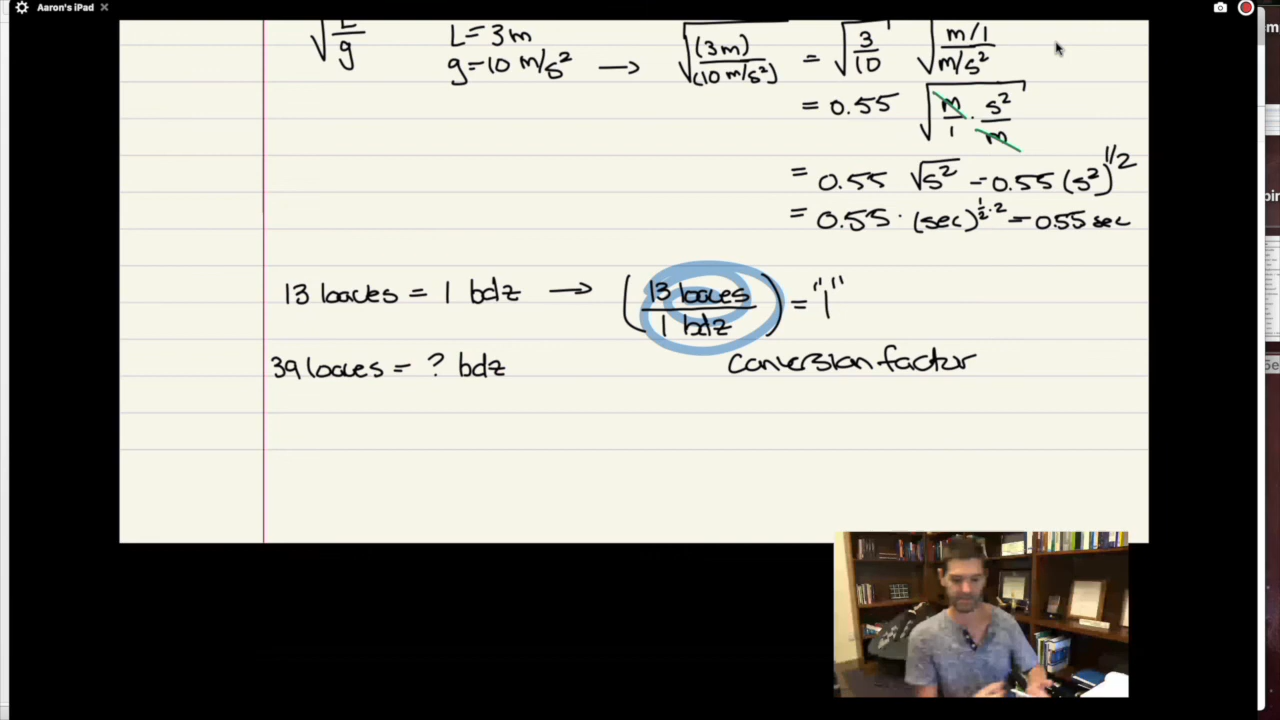 Aaron's iPad
√(L/g) L = 3m √((3m)/(10 m/s²)) = √(3/10) √((m/1)/(m/s²))
g = 10 m/s² →
= 0.55 √(m/1 · s²/m)
= 0.55 √s² = 0.55 (s²)^1/2
= 0.55 · (sec)^½·2 = 0.55 sec
13 loaves = 1 bdz → (13 loaves / 1 bdz) = "1"
39 loaves = ? bdz conversion factor